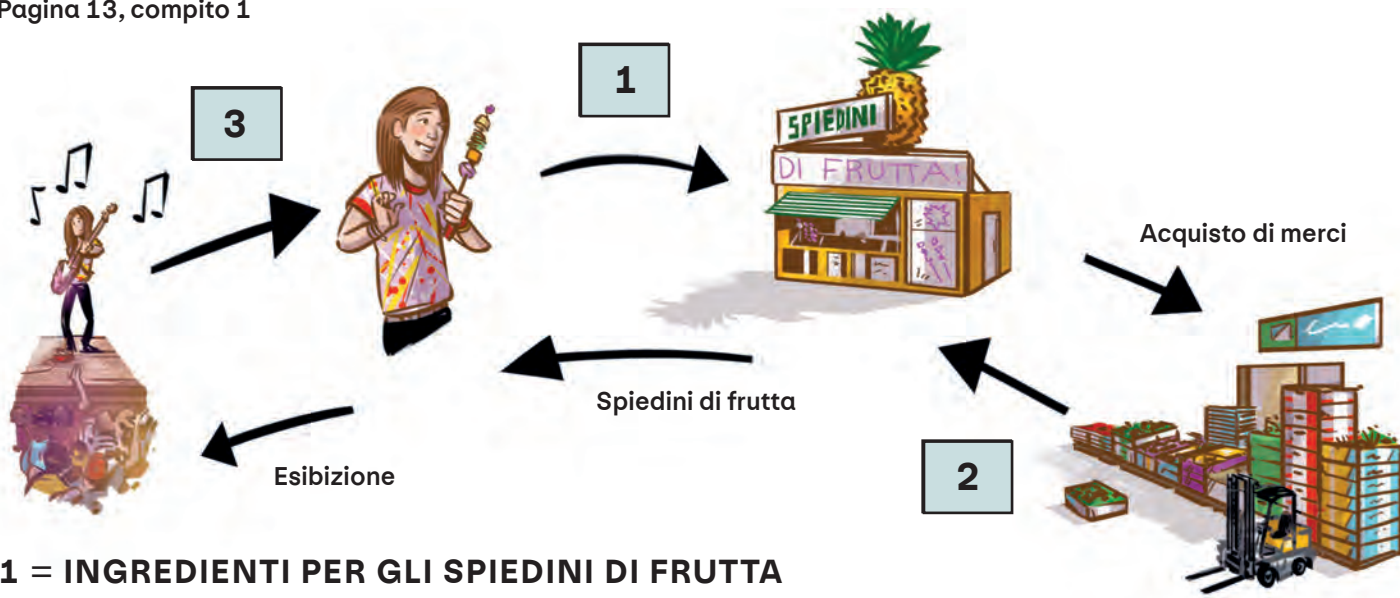 Pagina 13, compito 1
1
3
SPIEDINI
DI FRUTTA!
Acquisto di merci
Spiedini di frutta
Esibizione
2
1 = INGREDIENTI PER GLI SPIEDINI DI FRUTTA